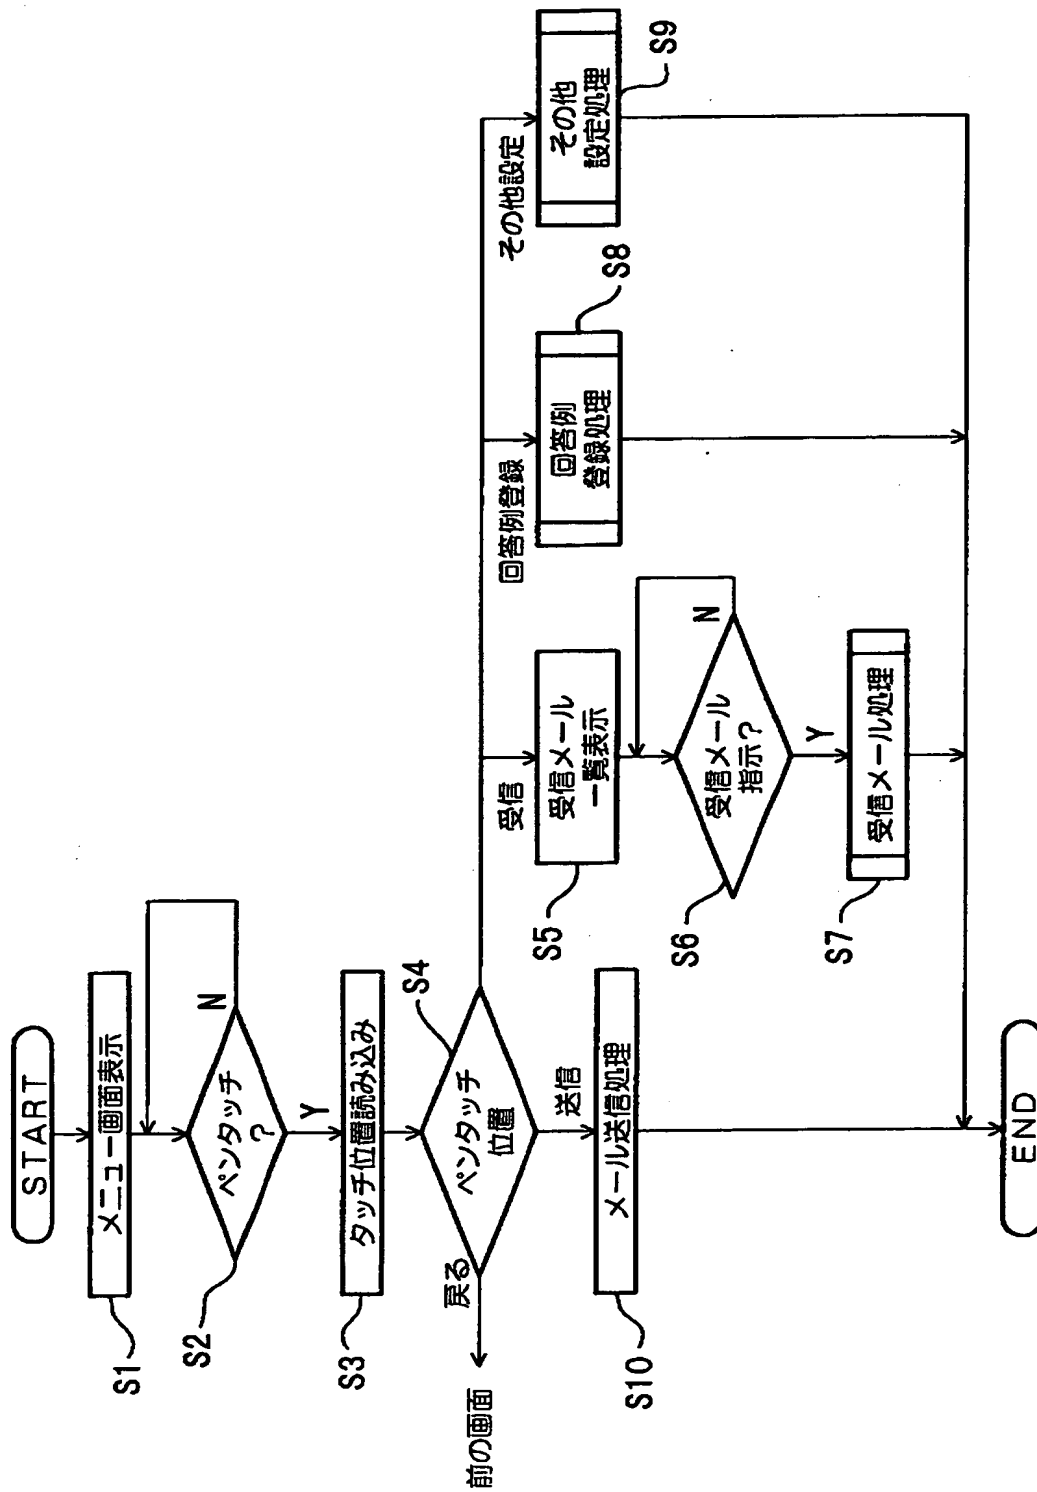 START
メニュー画面表示
S1
ペンタッチ
?
S2
N
Y
タッチ位置読み込み
S3
ペンタッチ
位置
S4
戻る
前の画面
送信
メール送信処理
S10
受信
受信メール
一覧表示
S5
受信メール
指示?
S6
N
Y
受信メール処理
S7
回答例登録
回答例
登録処理
S8
その他設定
その他
設定処理
S9
END